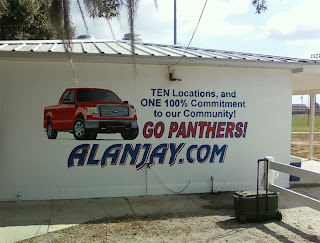 TEN Locations, and
ONE 100% Commitment
to our Community!
GO PANTHERS!
ALANJAY.COM